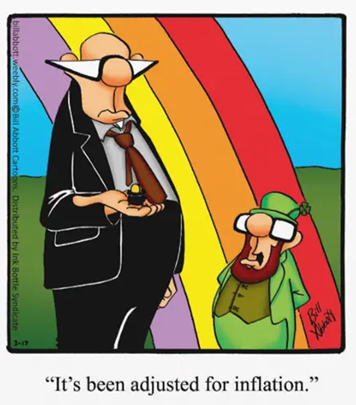 billabbott.weebly.com©Bill Abbott Cartoons. Distributed by Ink Bottle Syndicate
Bill
Abbott
3-17
“It’s been adjusted for inflation.”